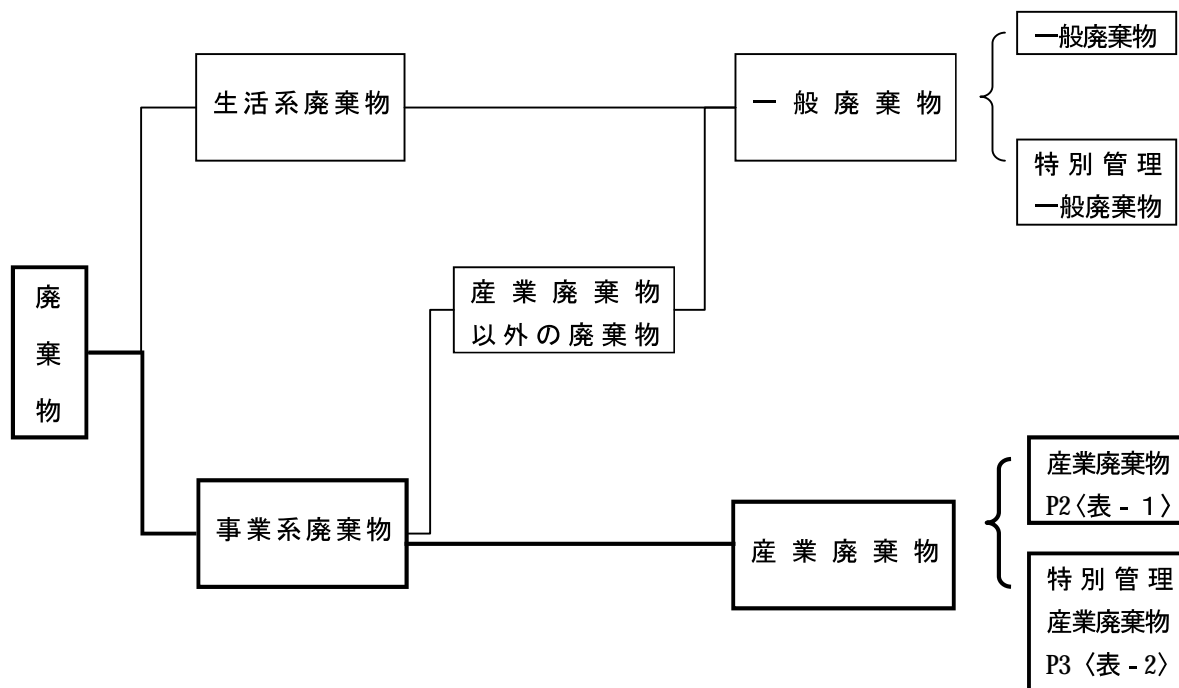 一般廃棄物
生活系廃棄物
一般廃棄物
特別管理
一般廃棄物
廃
棄
物
産業廃棄物
以外の廃棄物
事業系廃棄物
産業廃棄物
産業廃棄物
P2〈表 - 1〉
特別管理
産業廃棄物
P3〈表 - 2〉